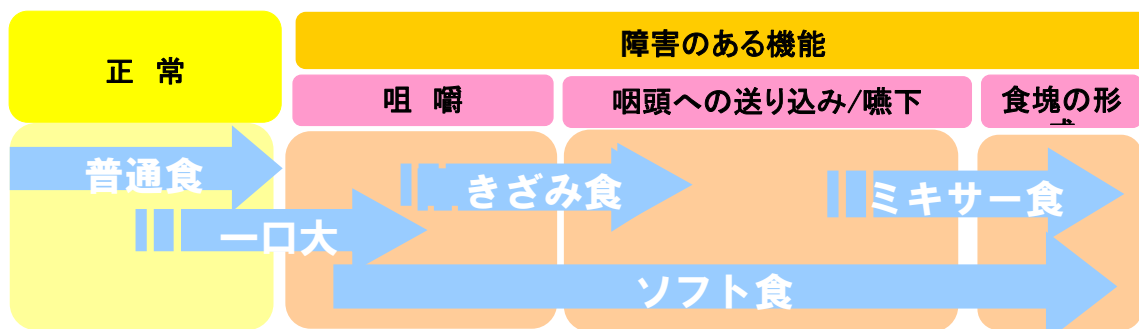 正 常
障害のある機能
咀 嚼
咽頭への送り込み/嚥下
食塊の形
普通食
きざみ食
ミキサー食
一口大
ソフト食